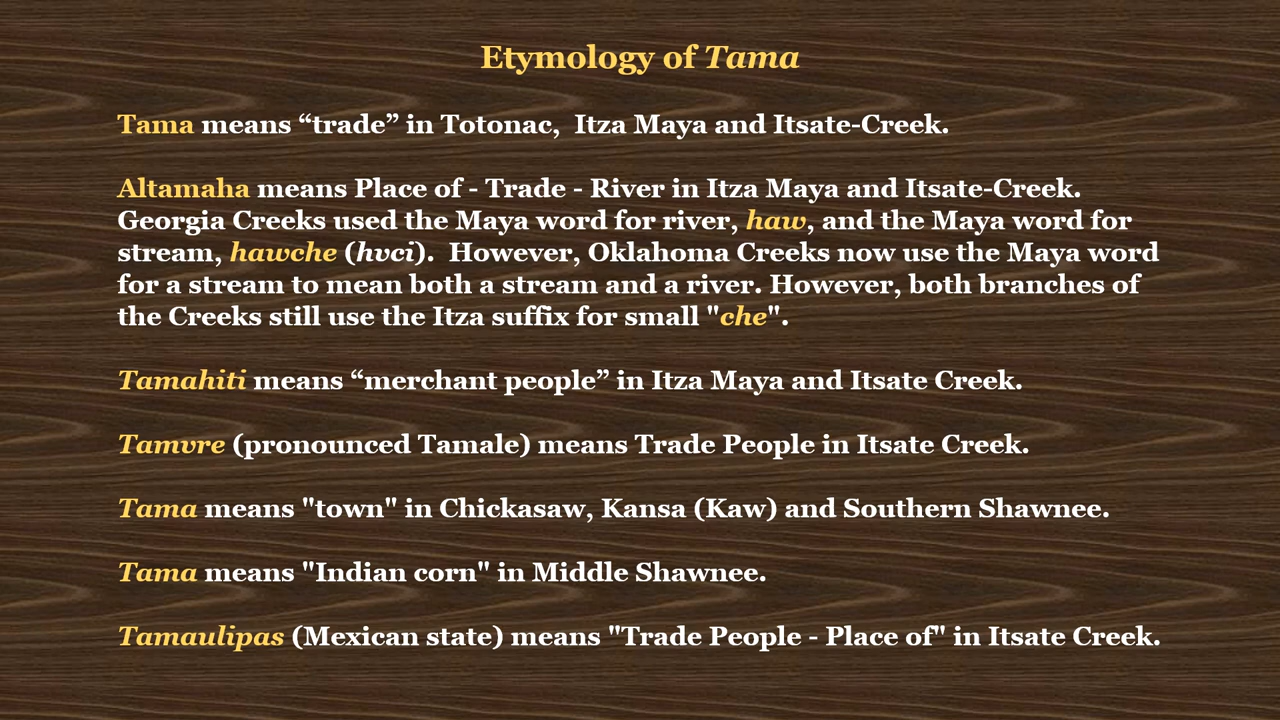 Etymology of Tama
Tama means “trade” in Totonac,  Itza Maya and Itsate-Creek.
Altamaha means Place of - Trade - River in Itza Maya and Itsate-Creek.
Georgia Creeks used the Maya word for river, haw, and the Maya word for
stream, hawche (hvci).  However, Oklahoma Creeks now use the Maya word
for a stream to mean both a stream and a river. However, both branches of
the Creeks still use the Itza suffix for small "che".
Tamahiti means “merchant people” in Itza Maya and Itsate Creek.
Tamvre (pronounced Tamale) means Trade People in Itsate Creek.
Tama means "town" in Chickasaw, Kansa (Kaw) and Southern Shawnee.
Tama means "Indian corn" in Middle Shawnee.
Tamaulipas (Mexican state) means "Trade People - Place of" in Itsate Creek.